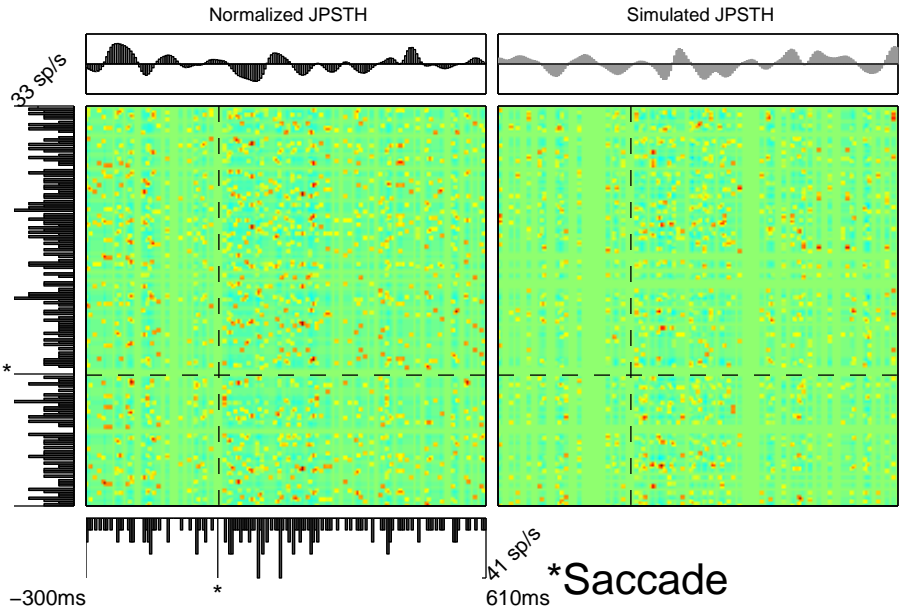 Normalized JPSTH
Simulated JPSTH
33 sp/s
*
*
41 sp/s
*Saccade
−300ms
610ms